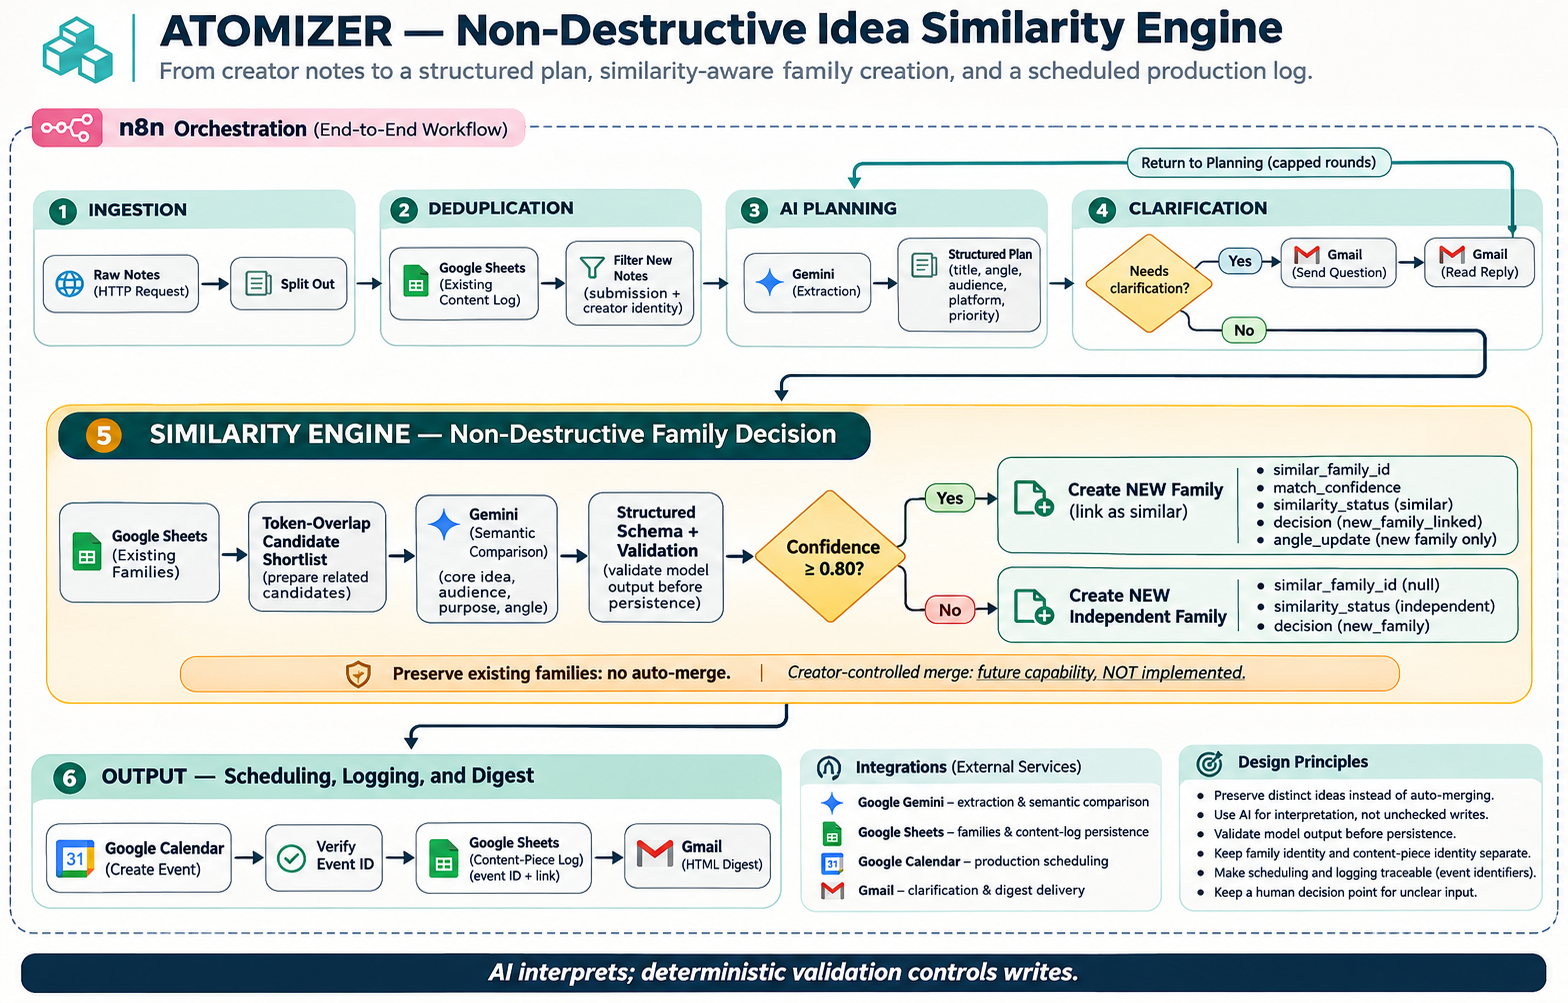 ATOMIZER — Non-Destructive Idea Similarity Engine
From creator notes to a structured plan, similarity-aware family creation, and a scheduled production log.
n8n Orchestration (End-to-End Workflow)
Return to Planning (capped rounds)
1 INGESTION
Raw Notes
(HTTP Request)
Split Out
2 DEDUPLICATION
Google Sheets
(Existing
Content Log)
Filter New
Notes
(submission +
creator identity)
3 AI PLANNING
Gemini
(Extraction)
Structured Plan
(title, angle,
audience,
platform,
priority)
4 CLARIFICATION
Needs
clarification?
Yes
Gmail
(Send Question)
Gmail
(Read Reply)
No
5 SIMILARITY ENGINE — Non-Destructive Family Decision
Google Sheets
(Existing
Families)
Token-Overlap
Candidate
Shortlist
(prepare related
candidates)
Gemini
(Semantic
Comparison)
(core idea,
audience,
purpose, angle)
Structured
Schema +
Validation
(validate model
output before
persistence)
Confidence
≥ 0.80?
Yes
Create NEW Family
(link as similar)
• similar_family_id
• match_confidence
• similarity_status (similar)
• decision (new_family_linked)
• angle_update (new family only)
No
Create NEW
Independent Family
• similar_family_id (null)
• similarity_status (independent)
• decision (new_family)
Preserve existing families: no auto-merge. | Creator-controlled merge: future capability, NOT implemented.
6 OUTPUT — Scheduling, Logging, and Digest
31
Google Calendar
(Create Event)
Verify
Event ID
Google Sheets
(Content-Piece Log)
(event ID + link)
Gmail
(HTML Digest)
Integrations (External Services)
Google Gemini – extraction & semantic comparison
Google Sheets – families & content-log persistence
31 Google Calendar – production scheduling
Gmail – clarification & digest delivery
Design Principles
• Preserve distinct ideas instead of auto-merging.
• Use AI for interpretation, not unchecked writes.
• Validate model output before persistence.
• Keep family identity and content-piece identity separate.
• Make scheduling and logging traceable (event identifiers).
• Keep a human decision point for unclear input.
AI interprets; deterministic validation controls writes.